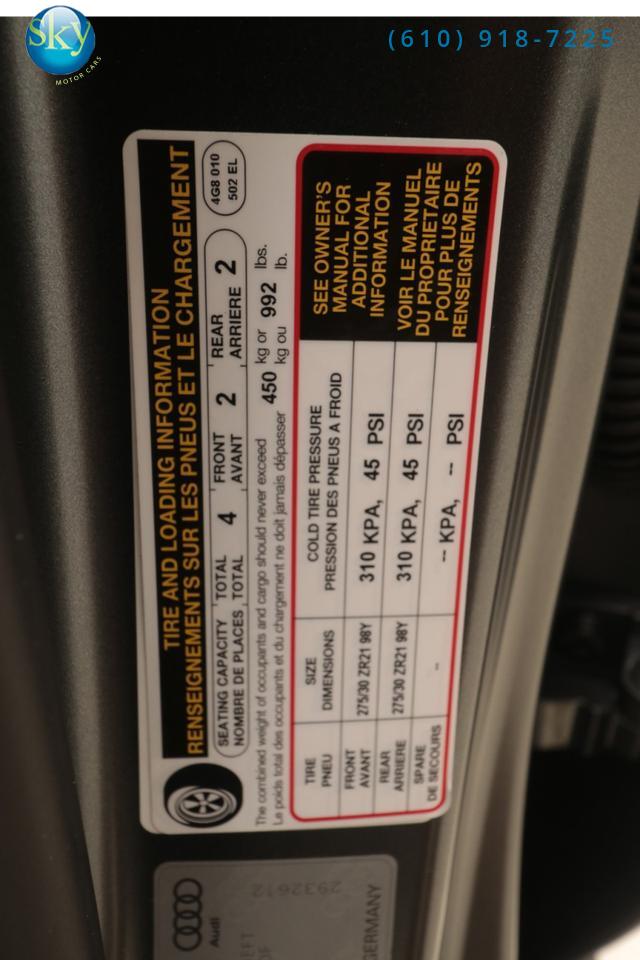 sky
MOTOR CARS
(610) 918-7225
TIRE AND LOADING INFORMATION
RENSEIGNEMENTS SUR LES PNEUS ET LE CHARGEMENT
SEATING CAPACITY TOTAL 4 FRONT 2 REAR 2
NOMBRE DE PLACES TOTAL AVANT ARRIERE
4G8 010
502 EL
The combined weight of occupants and cargo should never exceed 450 kg or 992 lbs.
Le poids total des occupants et du chargement ne doit jamais dépasser kg ou lb.
TIRE SIZE COLD TIRE PRESSURE
PNEU DIMENSIONS PRESSION DES PNEUS A FROID
FRONT
AVANT 275/30 ZR21 98Y 310 KPA, 45 PSI
REAR
ARRIERE 275/30 ZR21 98Y 310 KPA, 45 PSI
SPARE
DE SECOURS -- -- KPA, -- PSI
SEE OWNER'S
MANUAL FOR
ADDITIONAL
INFORMATION
VOIR LE MANUEL
DU PROPRIETAIRE
POUR PLUS DE
RENSEIGNEMENTS
Audi
2932612
GERMANY